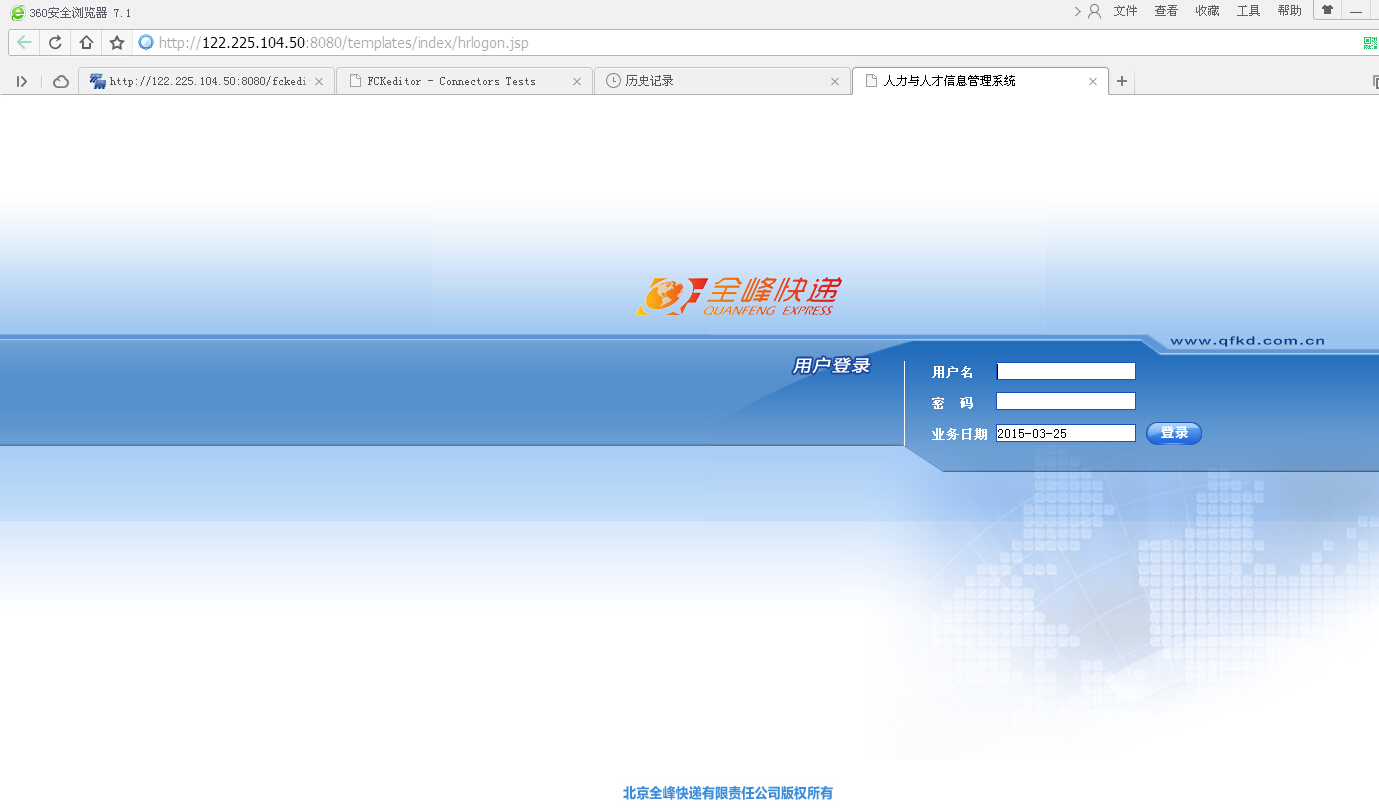 360安全浏览器 7.1
文件 查看 收藏 工具 帮助
http://122.225.104.50:8080/templates/index/hrlogon.jsp
http://122.225.104.50:8080/fckedi
FCKeditor - Connectors Tests
历史记录
人力与人才信息管理系统
全峰快递
QUANFENG EXPRESS
www.qfkd.com.cn
用户登录
用户名
密 码
业务日期 2015-03-25 登录
北京全峰快递有限责任公司版权所有